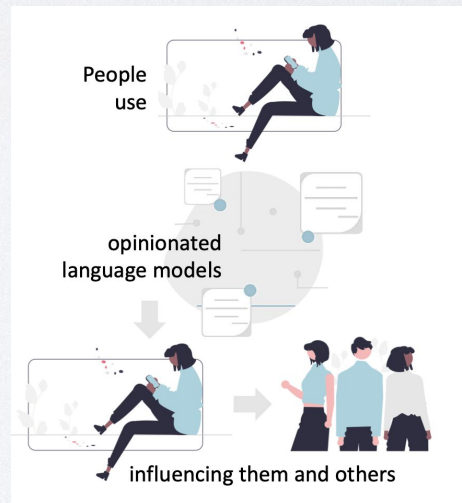 People
use
opinionated
language models
influencing them and others